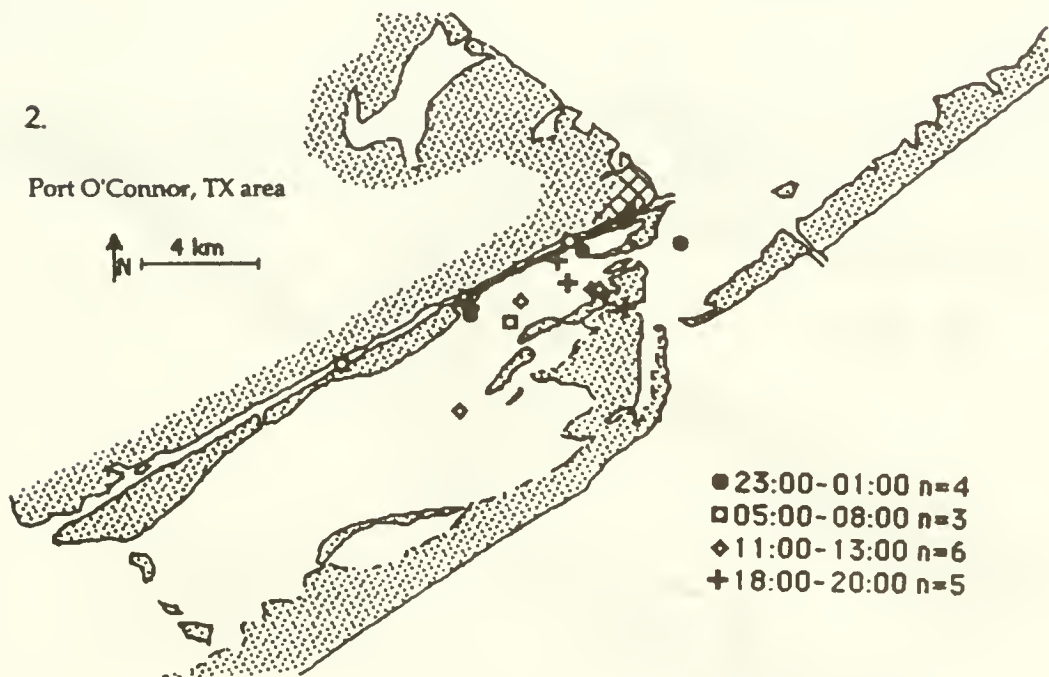 2.
Port O'Connor, TX area
N
4 km
23:00-01:00 n=4
05:00-08:00 n=3
11:00-13:00 n=6
18:00-20:00 n=5